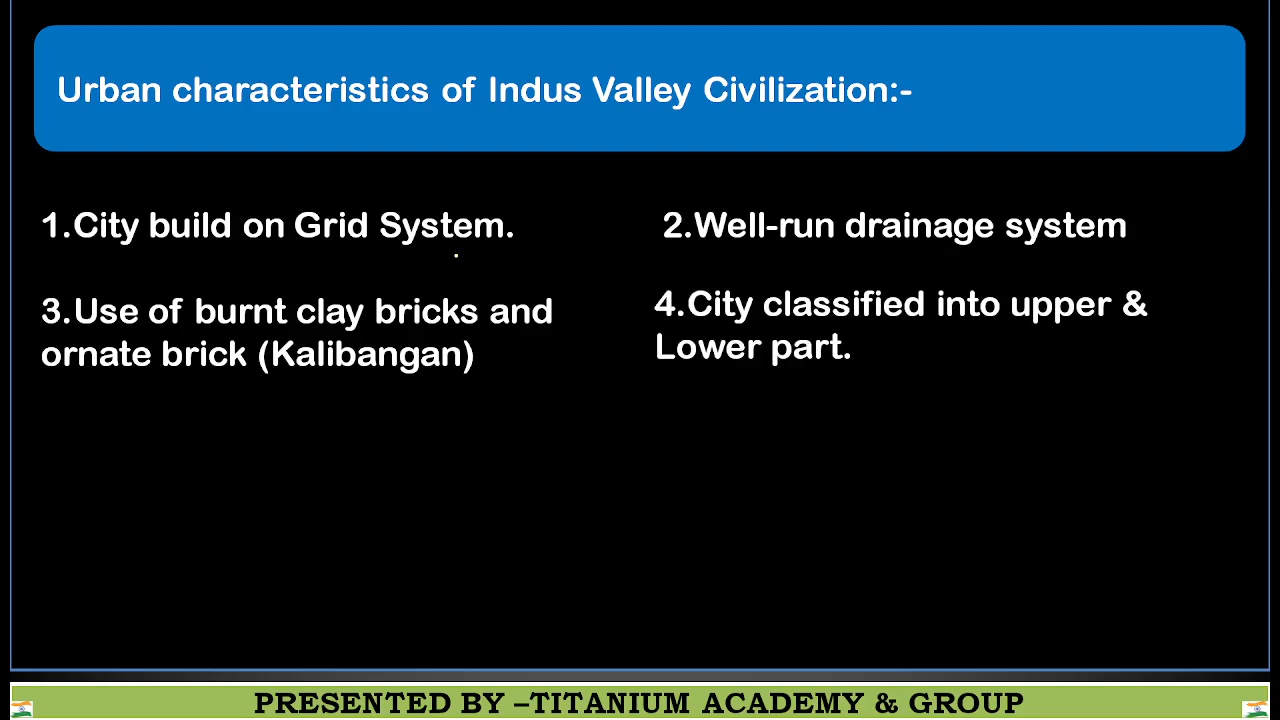 Urban characteristics of Indus Valley Civilization:-
1.City build on Grid System.
2.Well-run drainage system
3.Use of burnt clay bricks and
ornate brick (Kalibangan)
4.City classified into upper &
Lower part.
PRESENTED BY –TITANIUM ACADEMY & GROUP